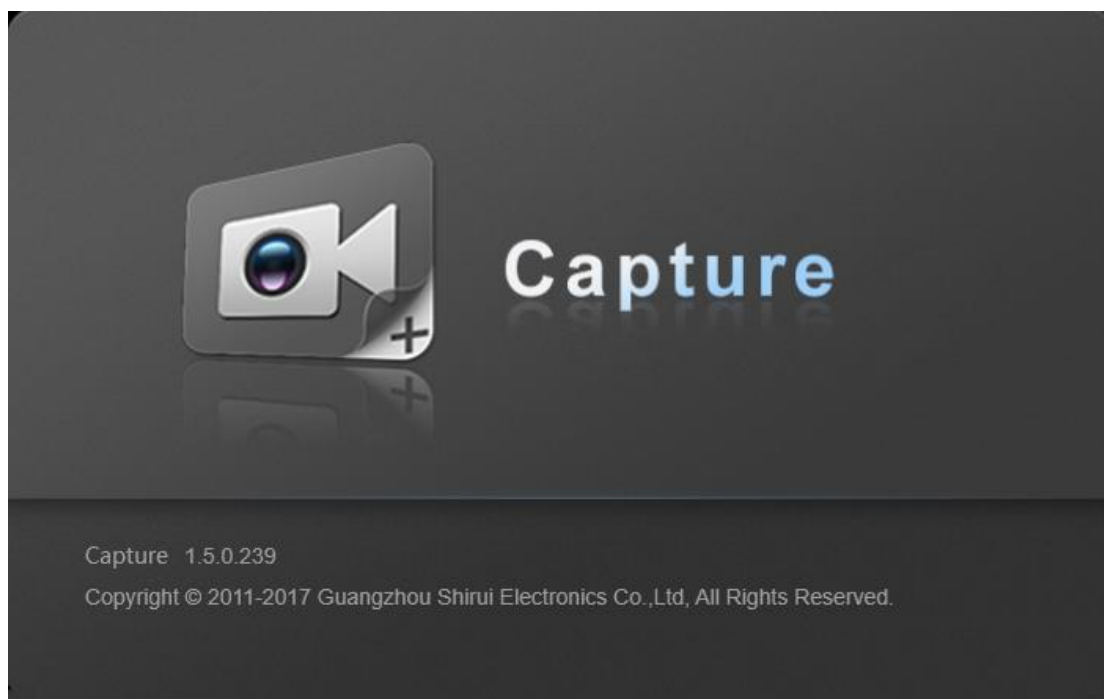 Capture
Capture 1.5.0.239
Copyright © 2011-2017 Guangzhou Shirui Electronics Co.,Ltd, All Rights Reserved.